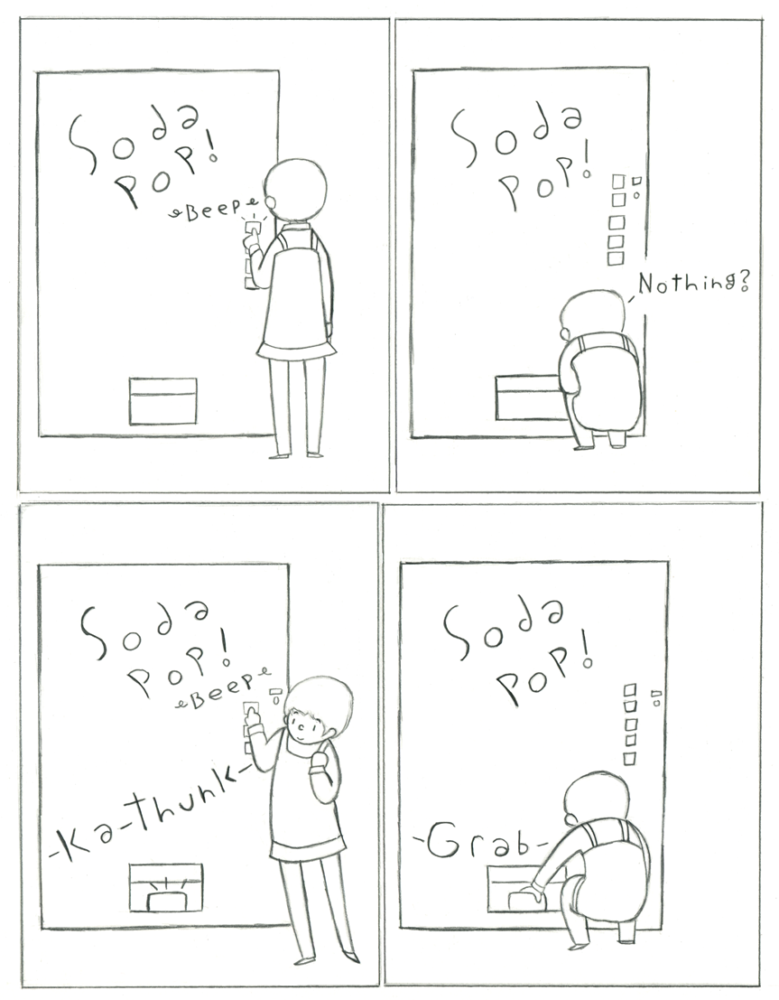 Soda
POP!
Beep
Soda
POP!
Nothing?
Soda
POP!
Beep
-Ka-thunk-
Soda
POP!
-Grab-